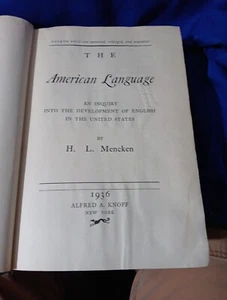 THE
American Language
AN INQUIRY
INTO THE DEVELOPMENT OF ENGLISH
IN THE UNITED STATES
BY
H. L. Mencken
1936
ALFRED A. KNOPF
NEW YORK